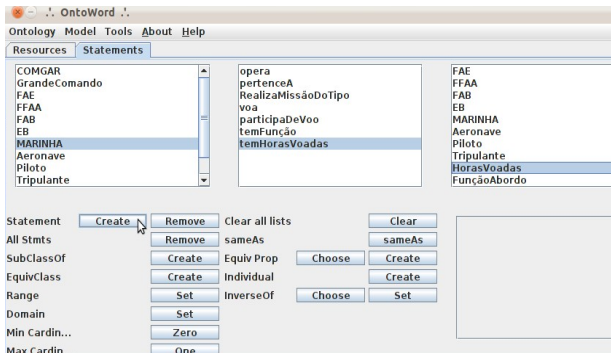 .'. OntoWord .'.
Ontology Model Tools About Help
Resources Statements
COMGAR
GrandeComando
FAE
FFAA
FAB
EB
MARINHA
Aeronave
Piloto
Tripulante
opera
pertenceA
RealizaMissãoDoTipo
voa
participaDeVoo
temFunção
temHorasVoadas
FAE
FFAA
FAB
EB
MARINHA
Aeronave
Piloto
Tripulante
HorasVoadas
FunçãoAbordo
Statement Create Remove Clear all lists Clear
All Stmts Remove sameAs sameAs
SubClassOf Create Equiv Prop Choose Create
EquivClass Create Individual Create
Range Set InverseOf Choose Set
Domain Set
Min Cardin... Zero
Max Cardin One